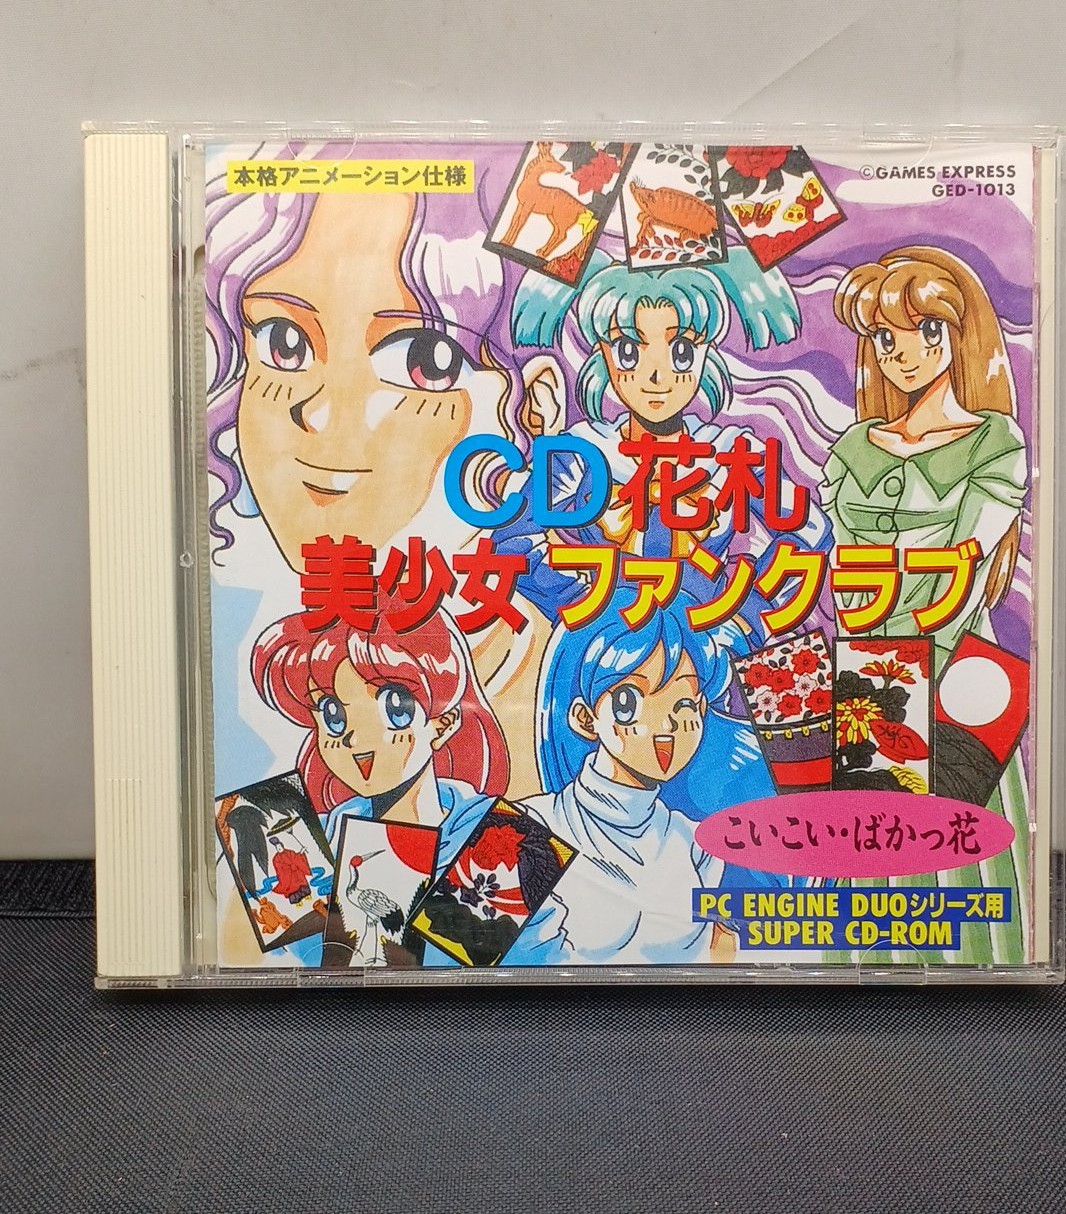 本格アニメーション仕様
©GAMES EXPRESS
GED-1013
CD花札
美少女ファンクラブ
こいこい・ばかっ花
PC ENGINE DUOシリーズ用
SUPER CD-ROM